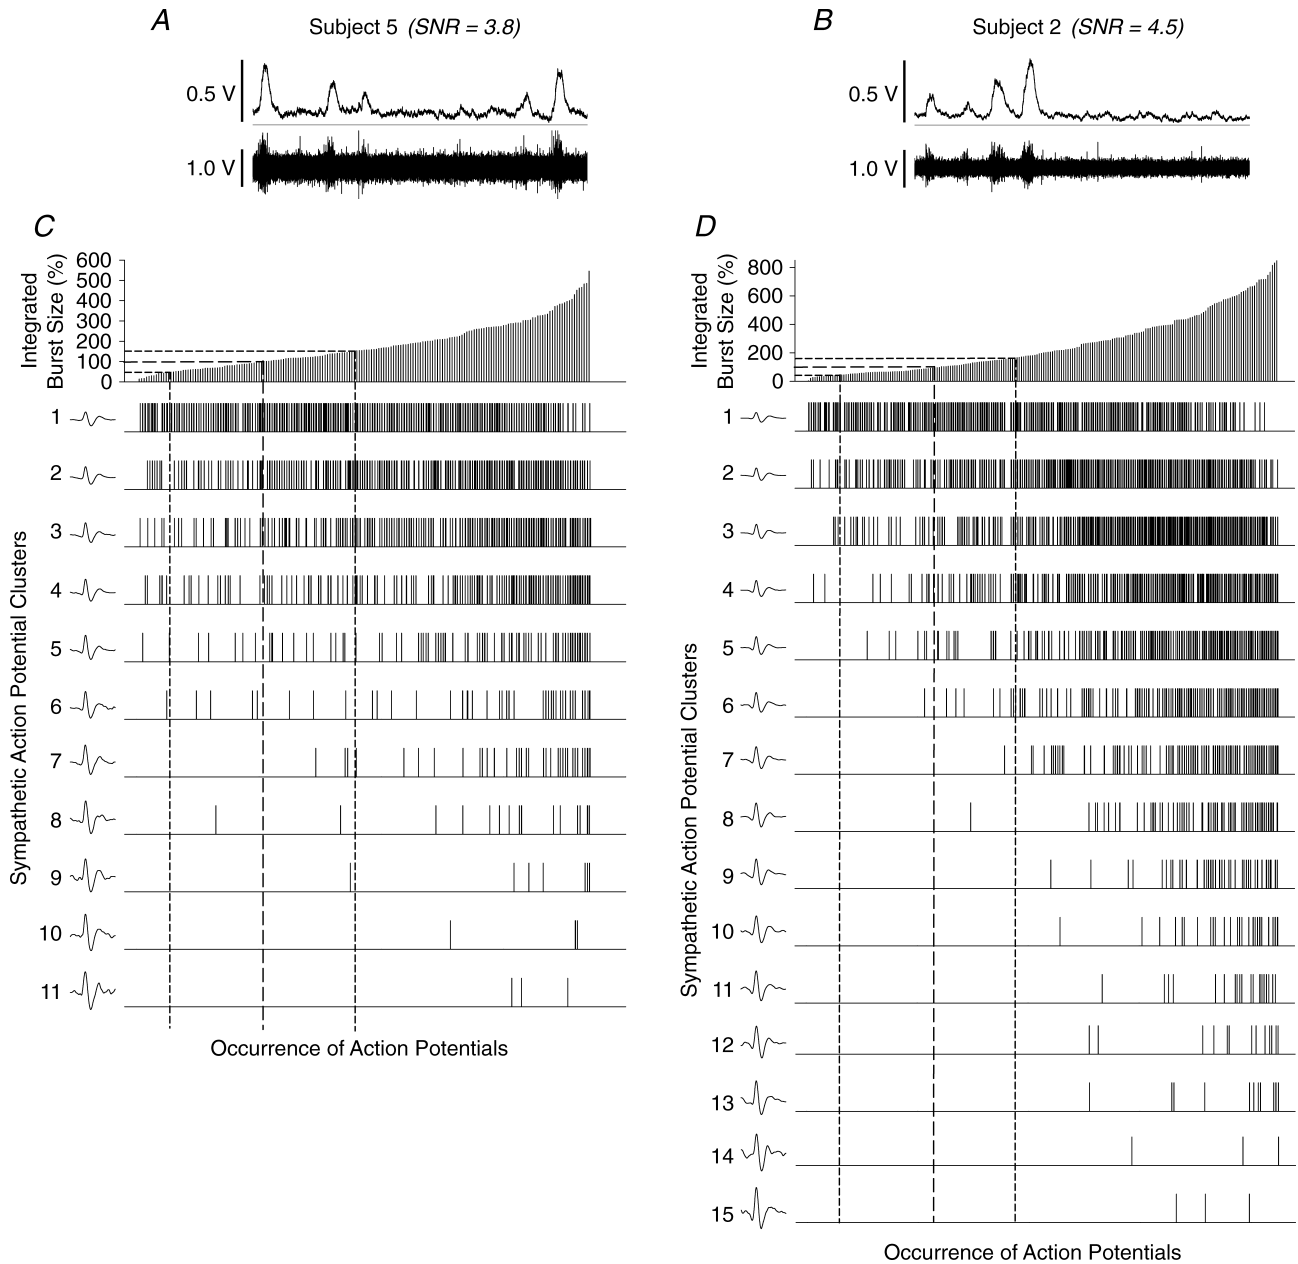 A
Subject 5 (SNR = 3.8)
0.5 V
1.0 V
B
Subject 2 (SNR = 4.5)
0.5 V
1.0 V
C
Integrated
Burst Size (%)
600
500
400
300
200
100
0
Sympathetic Action Potential Clusters
1
2
3
4
5
6
7
8
9
10
11
Occurrence of Action Potentials
D
Integrated
Burst Size (%)
800
600
400
200
0
Sympathetic Action Potential Clusters
1
2
3
4
5
6
7
8
9
10
11
12
13
14
15
Occurrence of Action Potentials